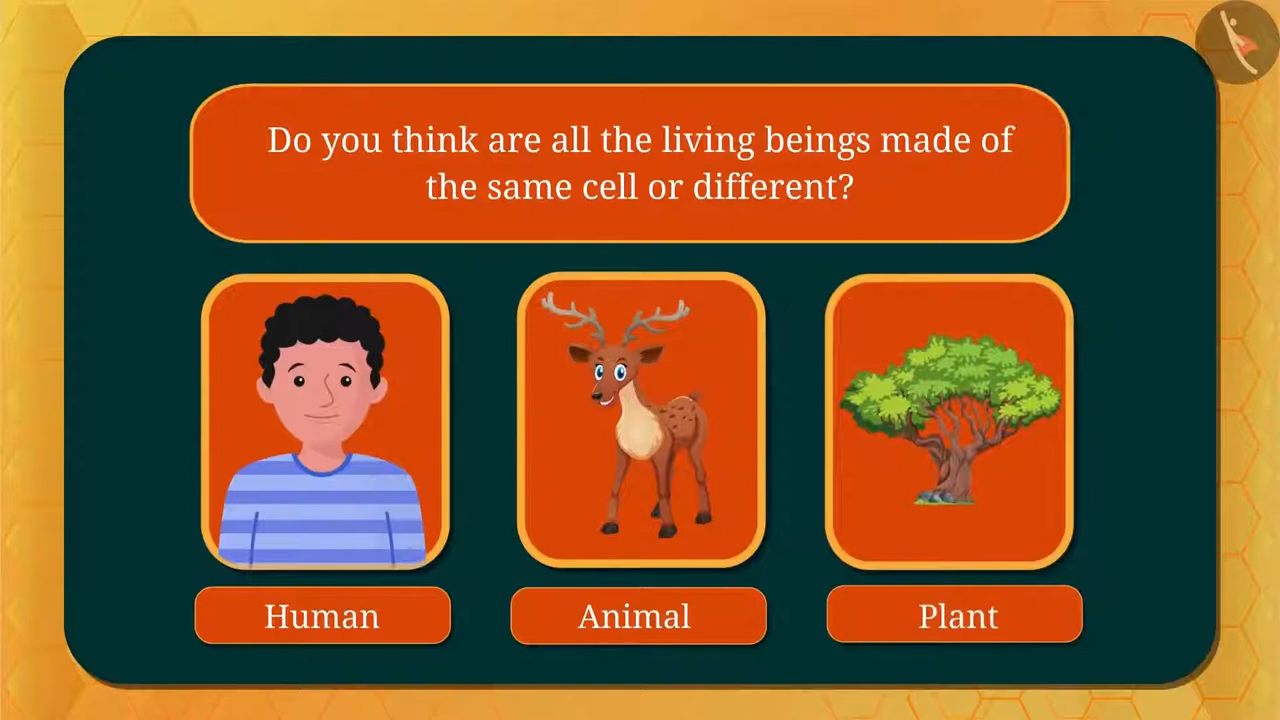 Do you think are all the living beings made of
the same cell or different?
Human
Animal
Plant